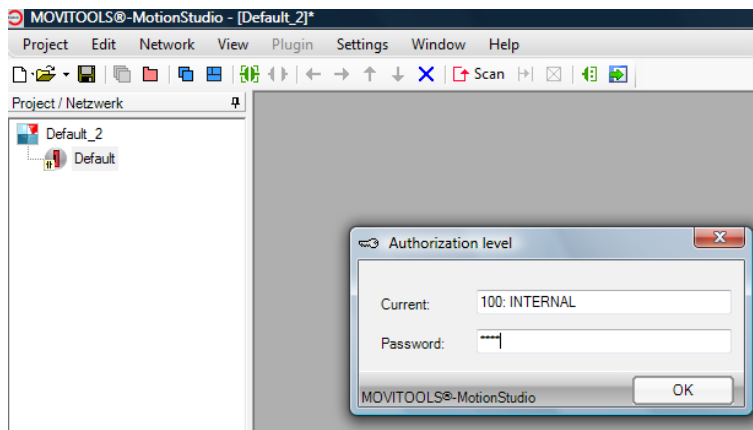 MOVITOOLS®-MotionStudio - [Default_2]*
Project Edit Network View Plugin Settings Window Help
Scan
Project / Netzwerk
Default_2
Default
Authorization level
Current: 100: INTERNAL
Password: ****
MOVITOOLS®-MotionStudio OK